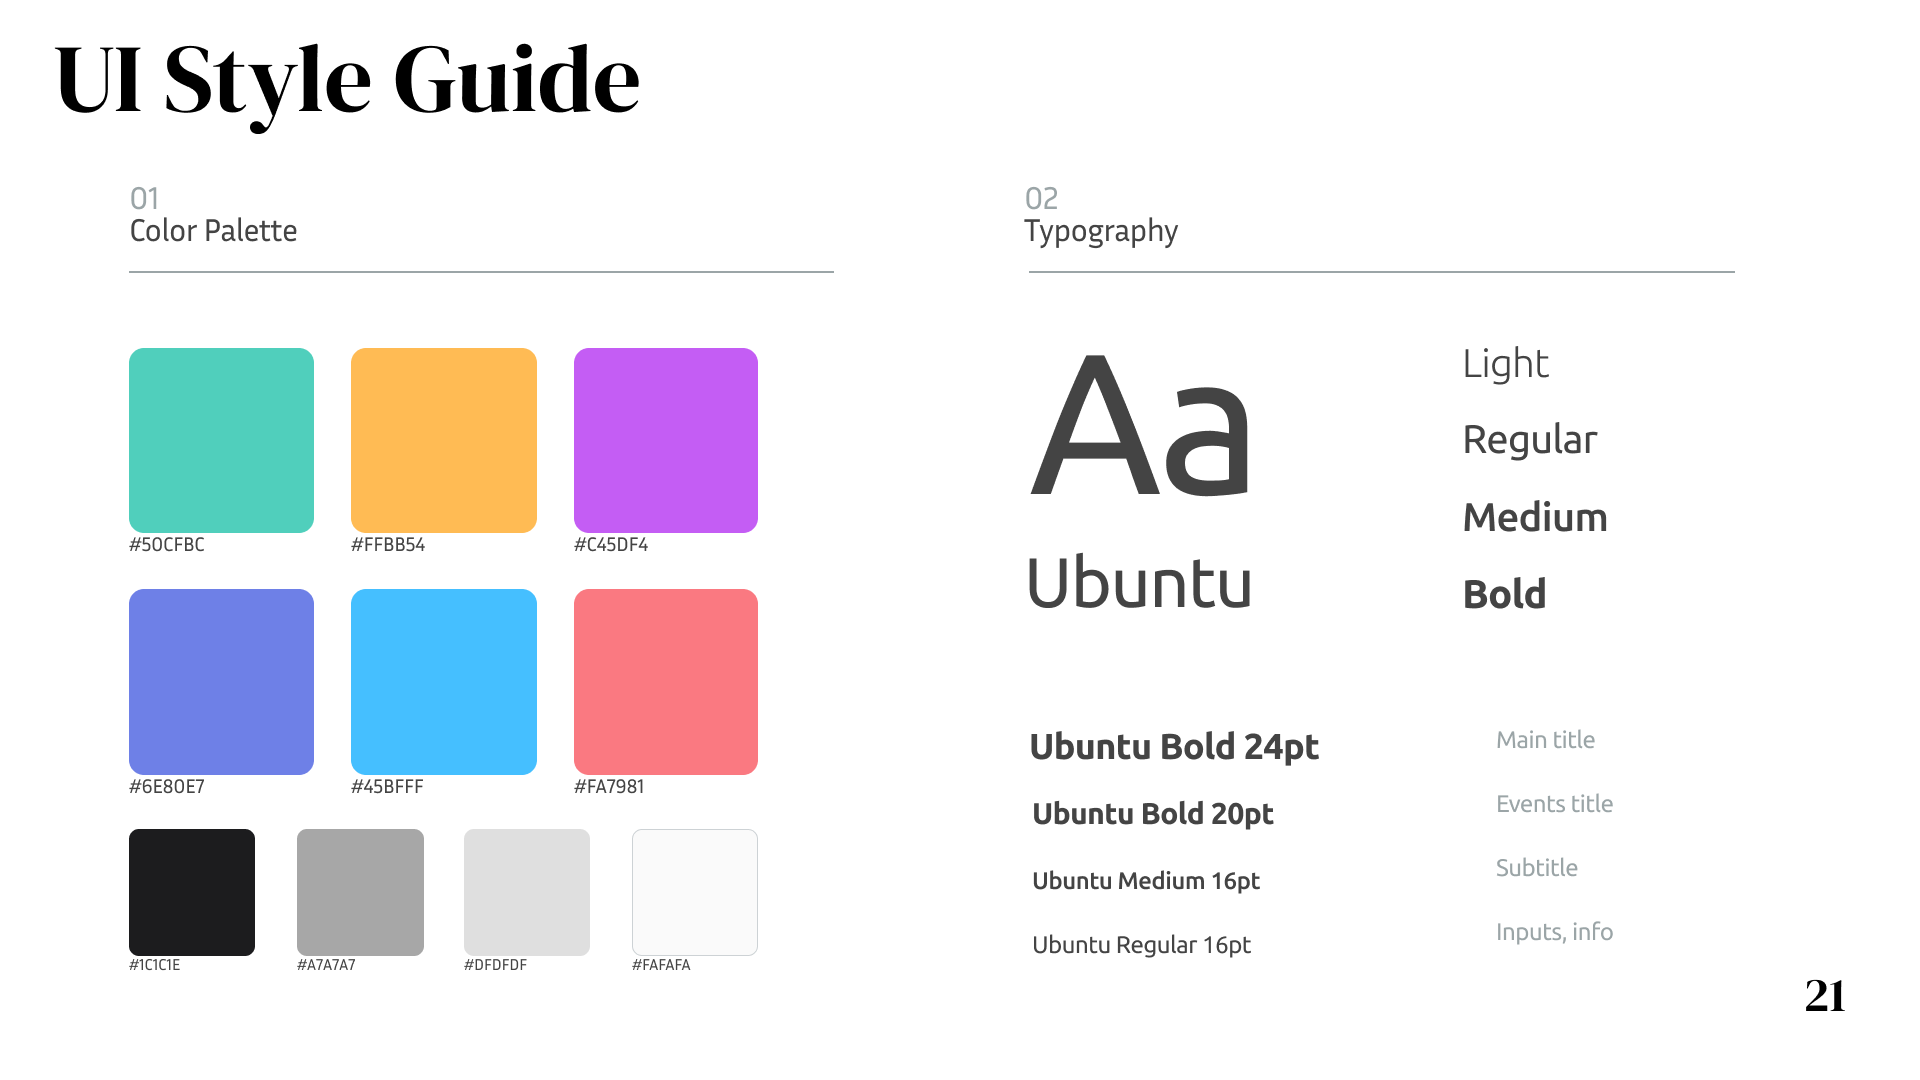 UI Style Guide
01
Color Palette
#50CFBC
#FFBB54
#C45DF4
#6E80E7
#45BFFF
#FA7981
#1C1C1E
#A7A7A7
#DFDFDF
#FAFAFA
02
Typography
Aa
Ubuntu
Light
Regular
Medium
Bold
Ubuntu Bold 24pt
Main title
Ubuntu Bold 20pt
Events title
Ubuntu Medium 16pt
Subtitle
Ubuntu Regular 16pt
Inputs, info
21